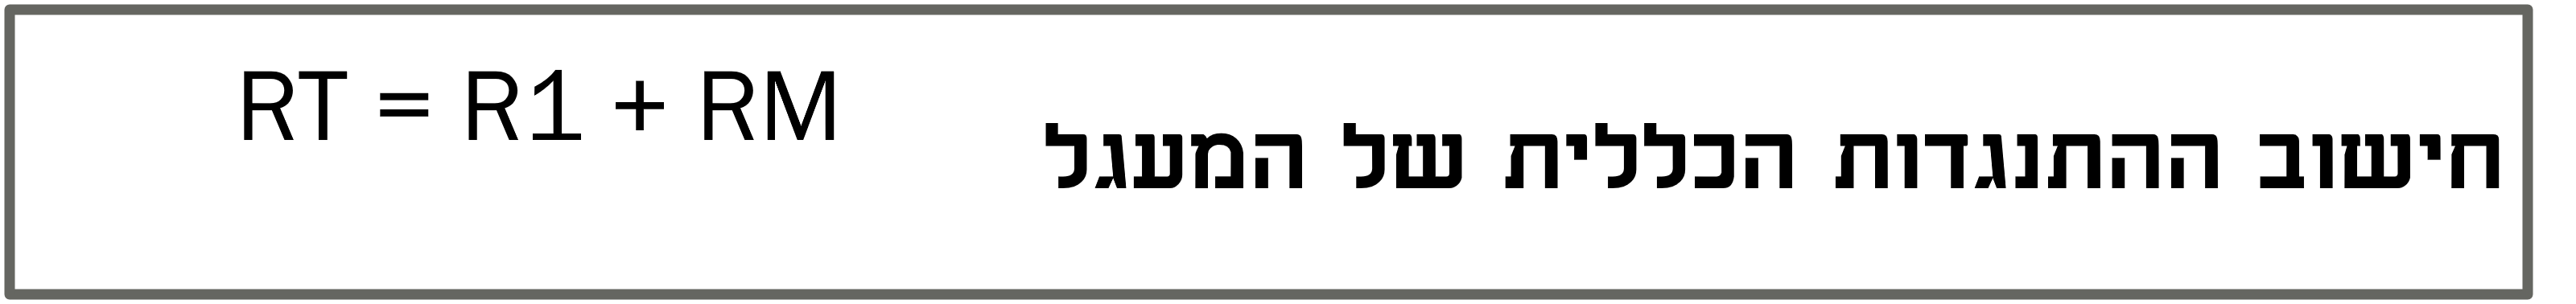 חישוב ההתנגדות הכללית של המעגל
RT = R1 + RM